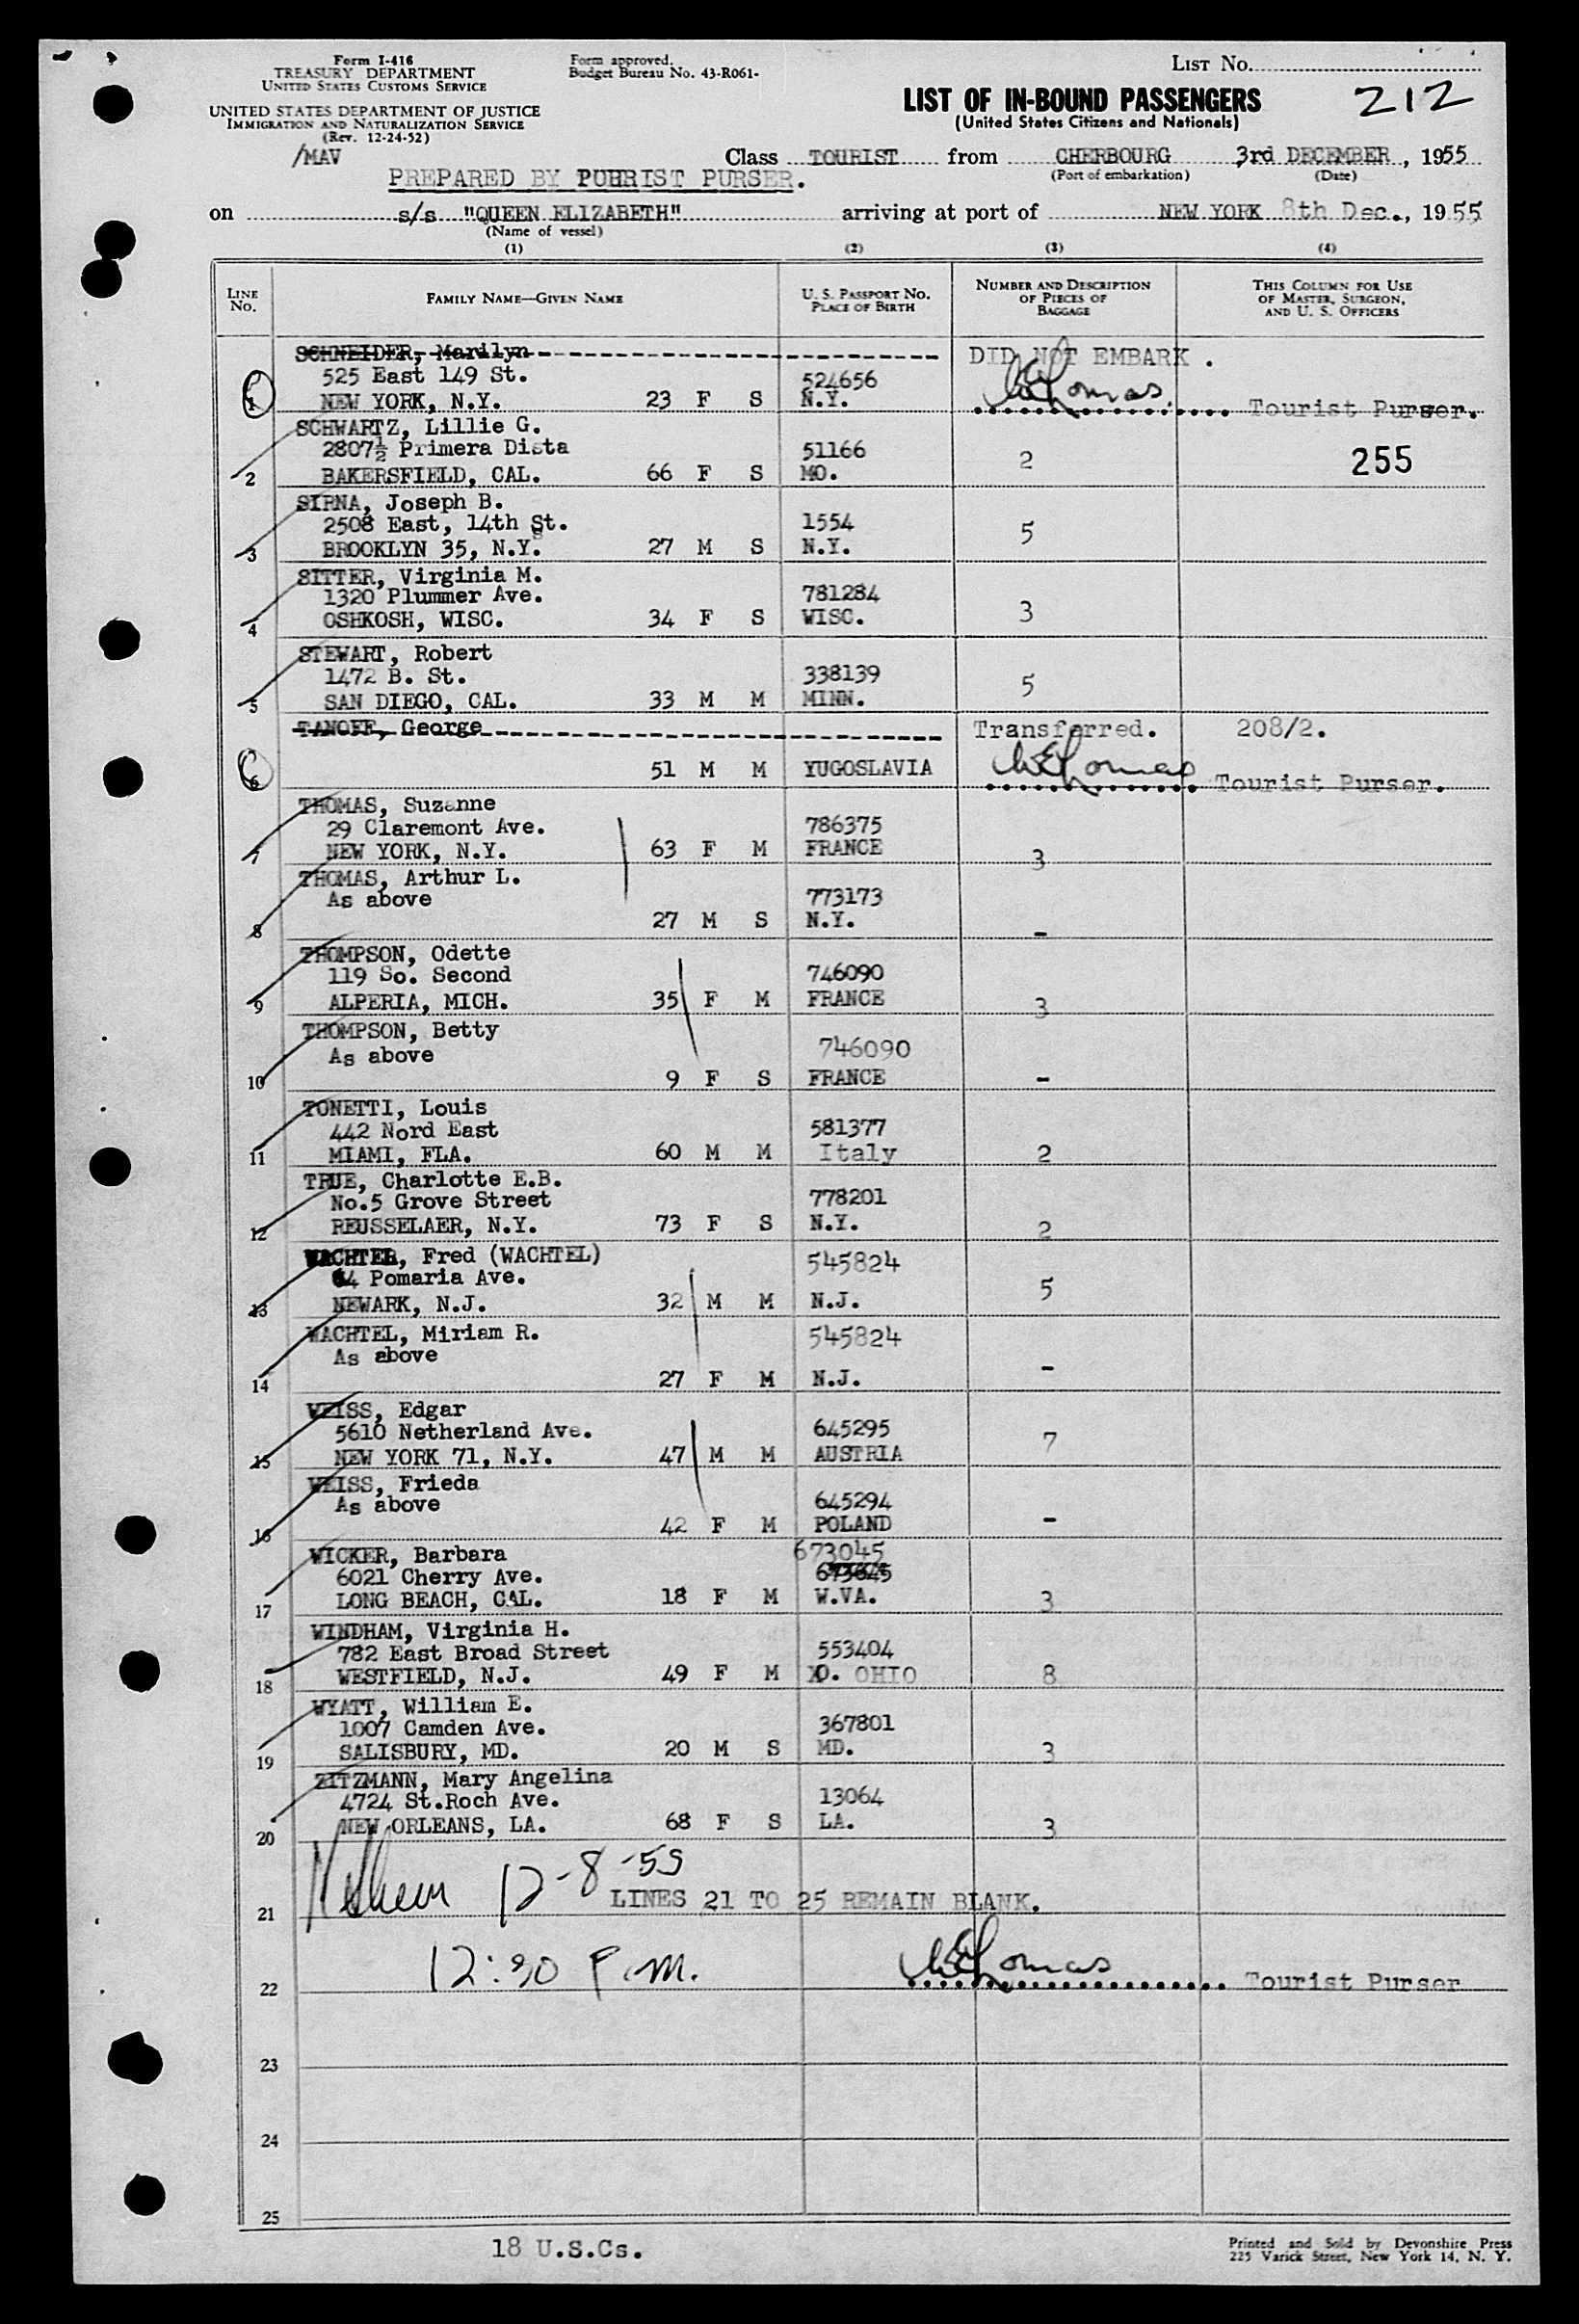 Form I-416
TREASURY DEPARTMENT
UNITED STATES CUSTOMS SERVICE
UNITED STATES DEPARTMENT OF JUSTICE
IMMIGRATION AND NATURALIZATION SERVICE
(Rev. 12-24-52)
Form approved.
Budget Bureau No. 43-R061-
LIST NO.
LIST OF IN-BOUND PASSENGERS
(United States Citizens and Nationals)
212
/MAV
Class TOURIST from CHERBOURG 3rd DECEMBER, 1955
(Port of embarkation) (Date)
PREPARED BY TOURIST PURSER.
on s/s "QUEEN ELIZABETH" arriving at port of NEW YORK 8th Dec., 1955
(Name of vessel)
(1) (2) (3) (4)
LINE NO. FAMILY NAME—GIVEN NAME U. S. PASSPORT NO. PLACE OF BIRTH NUMBER AND DESCRIPTION OF PIECES OF BAGGAGE THIS COLUMN FOR USE OF MASTER, SURGEON, AND U. S. OFFICERS
SCHNEIDER, Marilyn DID NOT EMBARK .
525 East 149 St. 524656
1 NEW YORK, N.Y. 23 F S N.Y. Tourist Purser.
SCHWARTZ, Lillie G.
2807½ Primera Dista 51166
2 BAKERSFIELD, CAL. 66 F S MO. 2 255
SIRNA, Joseph B.
2508 East, 14th St. 1554
3 BROOKLYN 35, N.Y. 27 M S N.Y. 5
SITTER, Virginia M.
1320 Plummer Ave. 781284
4 OSHKOSH, WISC. 34 F S WISC. 3
STEWART, Robert
1472 B. St. 338139
5 SAN DIEGO, CAL. 33 M M MINN. 5
TANOFF, George Transferred. 208/2.
6 51 M M YUGOSLAVIA Tourist Purser.
THOMAS, Suzanne
29 Claremont Ave. 786375
7 NEW YORK, N.Y. 63 F M FRANCE 3
THOMAS, Arthur L.
As above 773173
8 27 M S N.Y. -
THOMPSON, Odette
119 So. Second 746090
9 ALPERIA, MICH. 35 F M FRANCE 3
THOMPSON, Betty
As above 746090
10 9 F S FRANCE -
TONETTI, Louis
442 Nord East 581377
11 MIAMI, FLA. 60 M M Italy 2
TRUE, Charlotte E.B.
No.5 Grove Street 778201
12 REUSSELAER, N.Y. 73 F S N.Y. 2
WACHTER, Fred (WACHTEL) 545824
64 Pomaria Ave.
13 NEWARK, N.J. 32 M M N.J. 5
WACHTEL, Miriam R. 545824
As above
14 27 F M N.J. -
WEISS, Edgar
5610 Netherland Ave. 645295
15 NEW YORK 71, N.Y. 47 M M AUSTRIA 7
WEISS, Frieda
As above 645294
16 42 F M POLAND -
WICKER, Barbara 673045
6021 Cherry Ave. 673645
17 LONG BEACH, CAL. 18 F M W.VA. 3
WINDHAM, Virginia H.
782 East Broad Street 553404
18 WESTFIELD, N.J. 49 F M O. OHIO 8
WYATT, William E.
1007 Camden Ave. 367801
19 SALISBURY, MD. 20 M S MD. 3
ZITZMANN, Mary Angelina
4724 St.Roch Ave. 13064
20 NEW ORLEANS, LA. 68 F S LA. 3
12-8-55
21 LINES 21 TO 25 REMAIN BLANK.
12:30 P.m.
22 Tourist Purser
23
24
25
18 U.S.Cs.
Printed and Sold by Devonshire Press
225 Varick Street, New York 14, N. Y.